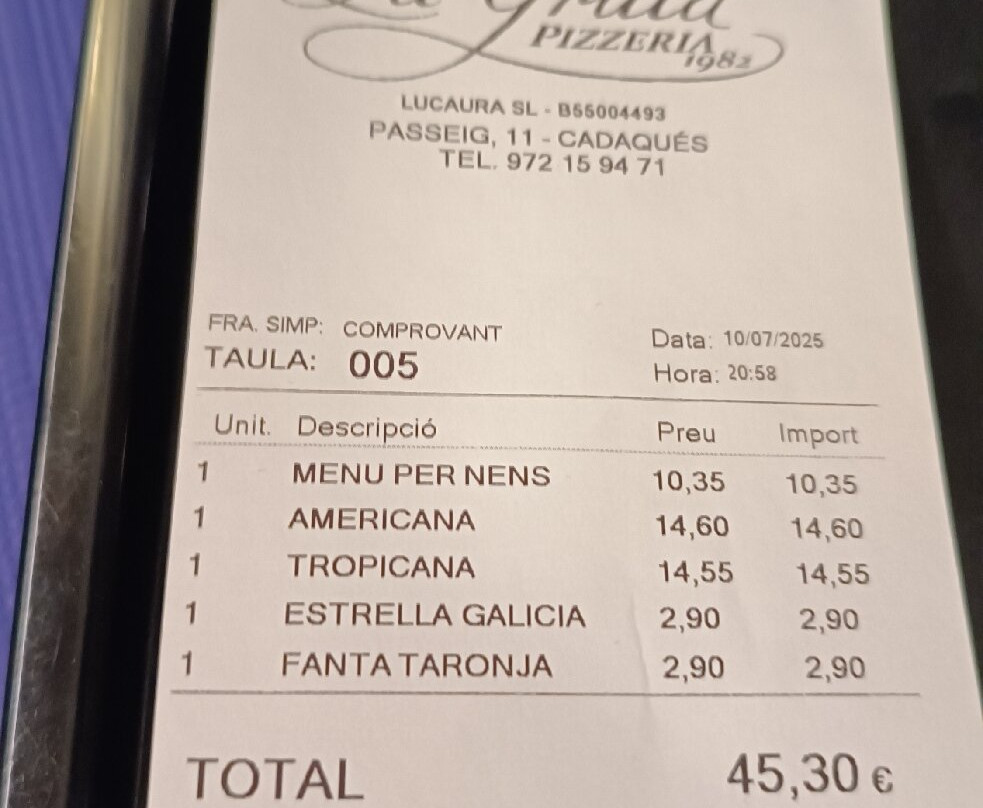 PIZZERIA
1982
LUCAURA SL - B55004493
PASSEIG, 11 - CADAQUÉS
TEL. 972 15 94 71
FRA. SIMP: COMPROVANT Data: 10/07/2025
TAULA: 005 Hora: 20:58
Unit. Descripció Preu Import
1 MENU PER NENS 10,35 10,35
1 AMERICANA 14,60 14,60
1 TROPICANA 14,55 14,55
1 ESTRELLA GALICIA 2,90 2,90
1 FANTA TARONJA 2,90 2,90
TOTAL 45,30 €